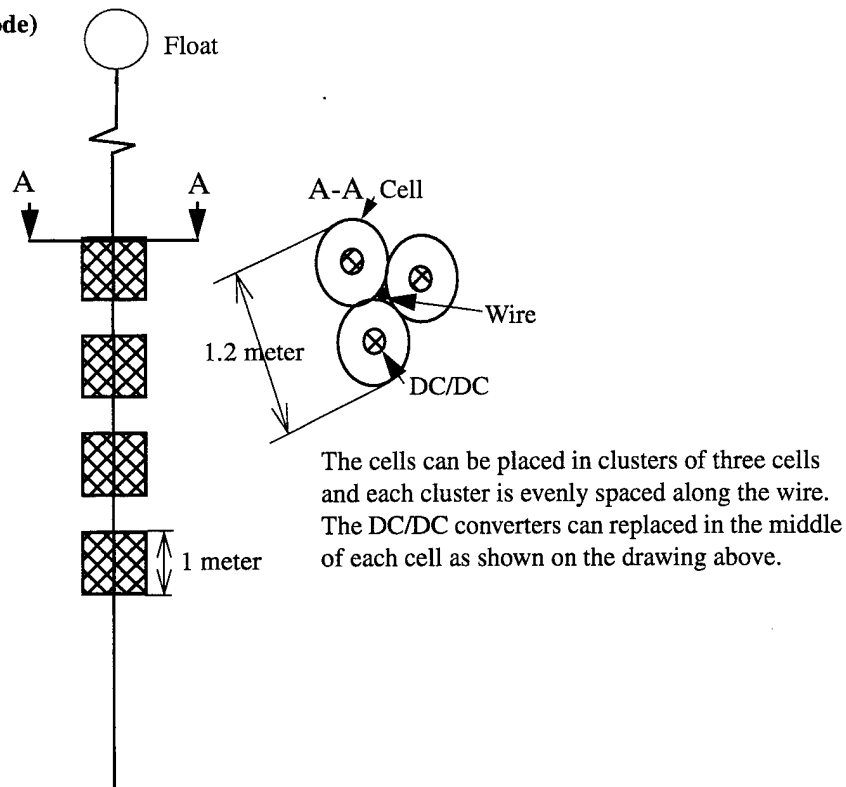 ode)
Float
A A
A-A Cell
Wire
1.2 meter
DC/DC
The cells can be placed in clusters of three cells
and each cluster is evenly spaced along the wire.
The DC/DC converters can replaced in the middle
1 meter of each cell as shown on the drawing above.